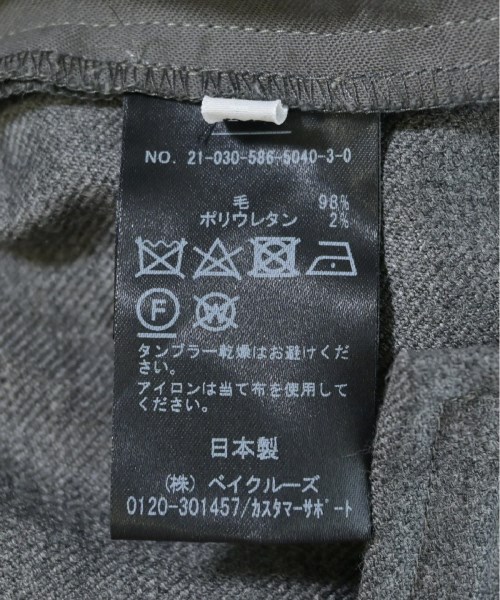 NO. 21-030-586-5040-3-0
毛 98%
ポリウレタン 2%
F W
タンブラー乾燥はお避けくだ
さい。
アイロンは当て布を使用して
ください。
日本製
(株) ベイクルーズ
0120-301457/カスタマーサポート